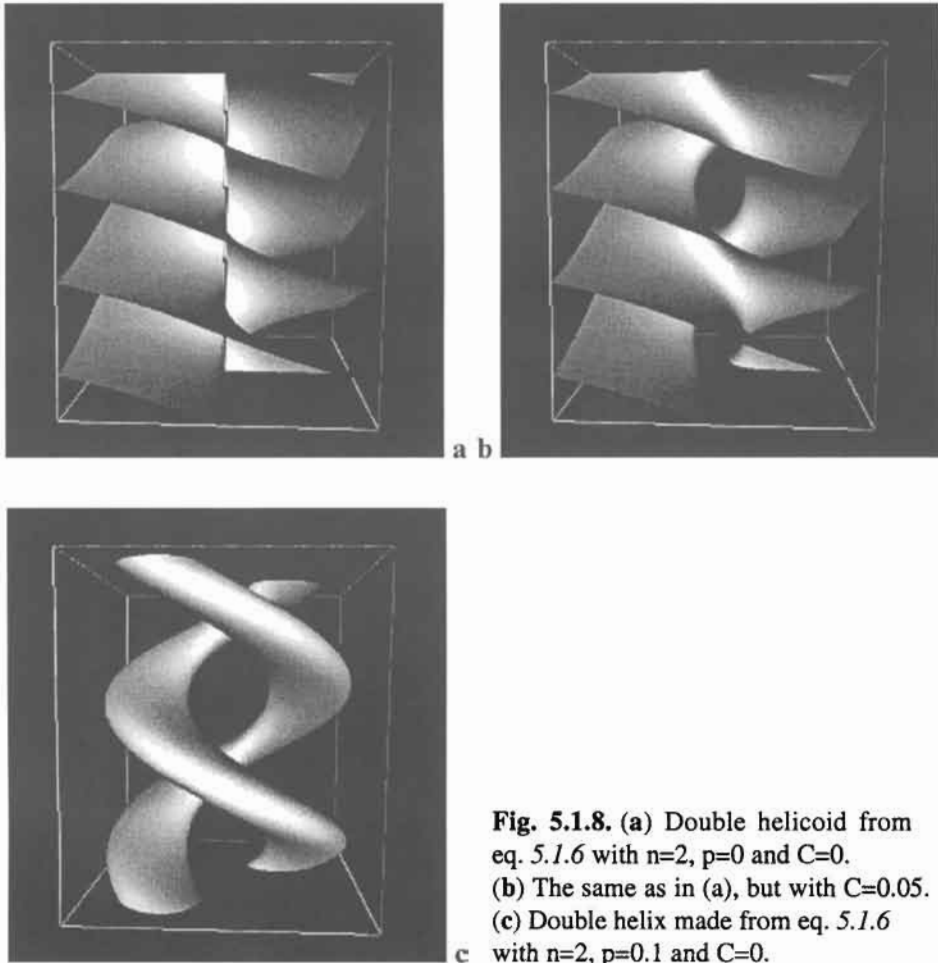 a b
c
Fig. 5.1.8. (a) Double helicoid from
eq. 5.1.6 with n=2, p=0 and C=0.
(b) The same as in (a), but with C=0.05.
(c) Double helix made from eq. 5.1.6
with n=2, p=0.1 and C=0.